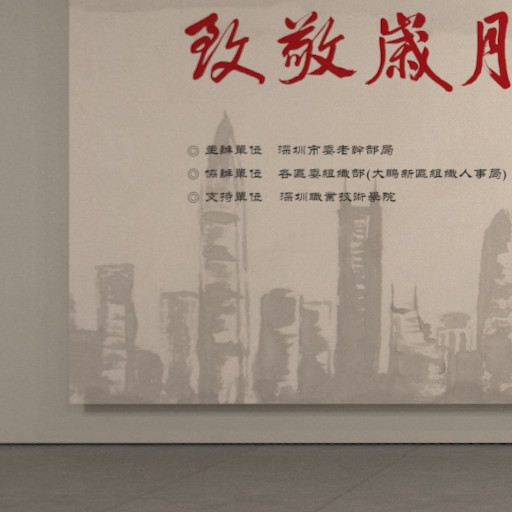 致敬歲月
◎ 主辦單位 深圳市委老幹部局
◎ 協辦單位 各區委組織部(大鵬新區組織人事局)
◎ 支持單位 深圳職業技術學院